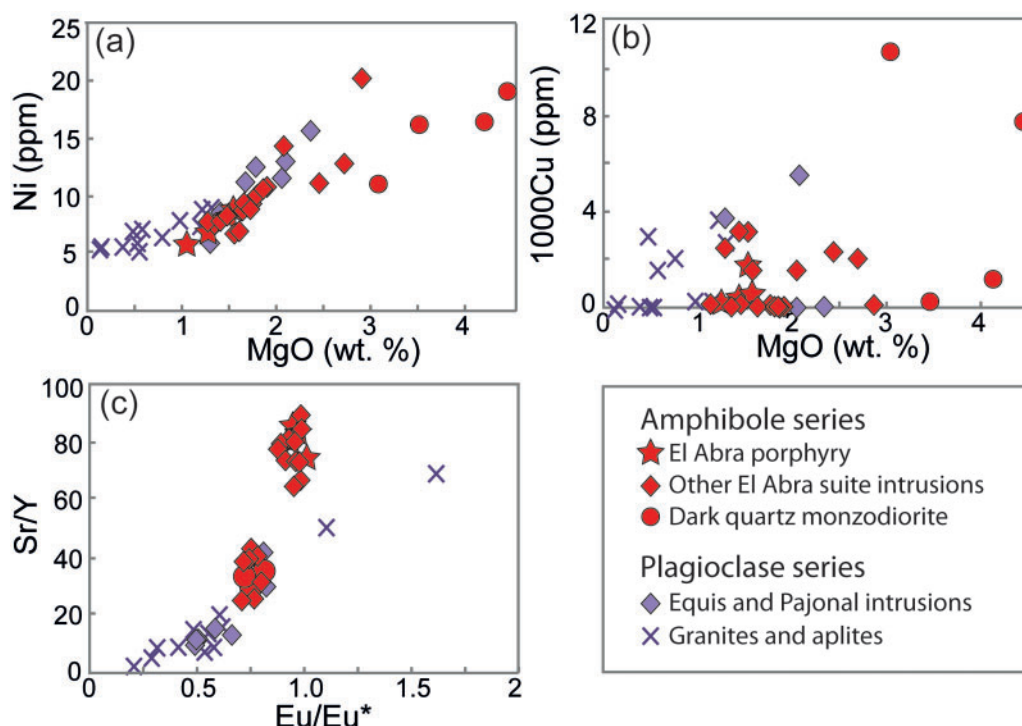 (a)
Ni (ppm)
25
20
15
10
5
0
0 1 2 3 4
MgO (wt. %)
(b)
1000Cu (ppm)
12
8
4
0
0 1 2 3 4
MgO (wt. %)
(c)
Sr/Y
100
80
60
40
20
0
0 0.5 1.0 1.5 2
Eu/Eu*
Amphibole series
El Abra porphyry
Other El Abra suite intrusions
Dark quartz monzodiorite
Plagioclase series
Equis and Pajonal intrusions
Granites and aplites